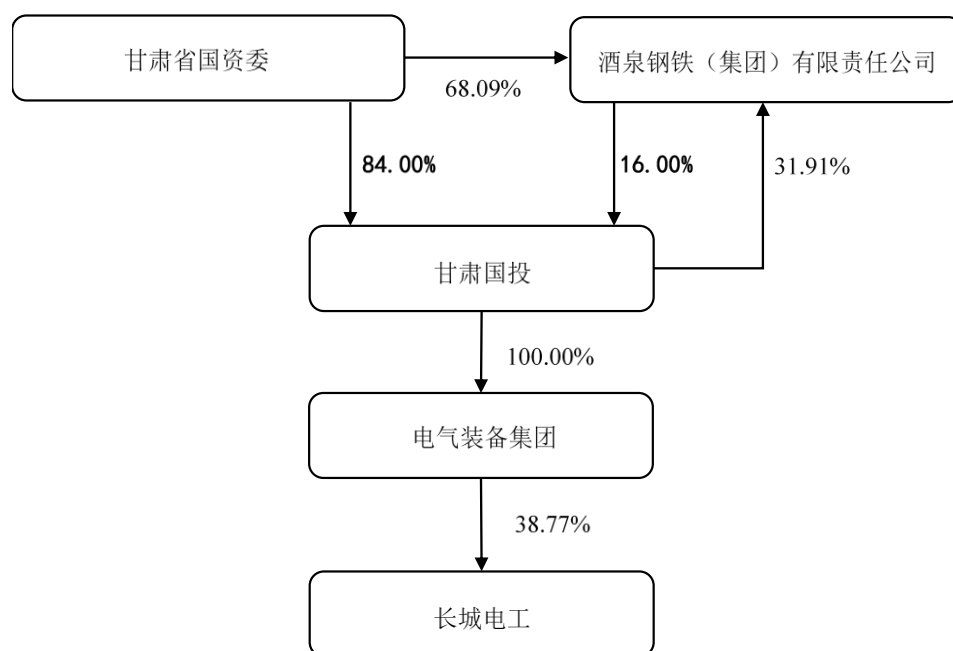 甘肃省国资委
酒泉钢铁（集团）有限责任公司
68.09%
84.00%
16.00%
31.91%
甘肃国投
100.00%
电气装备集团
38.77%
长城电工